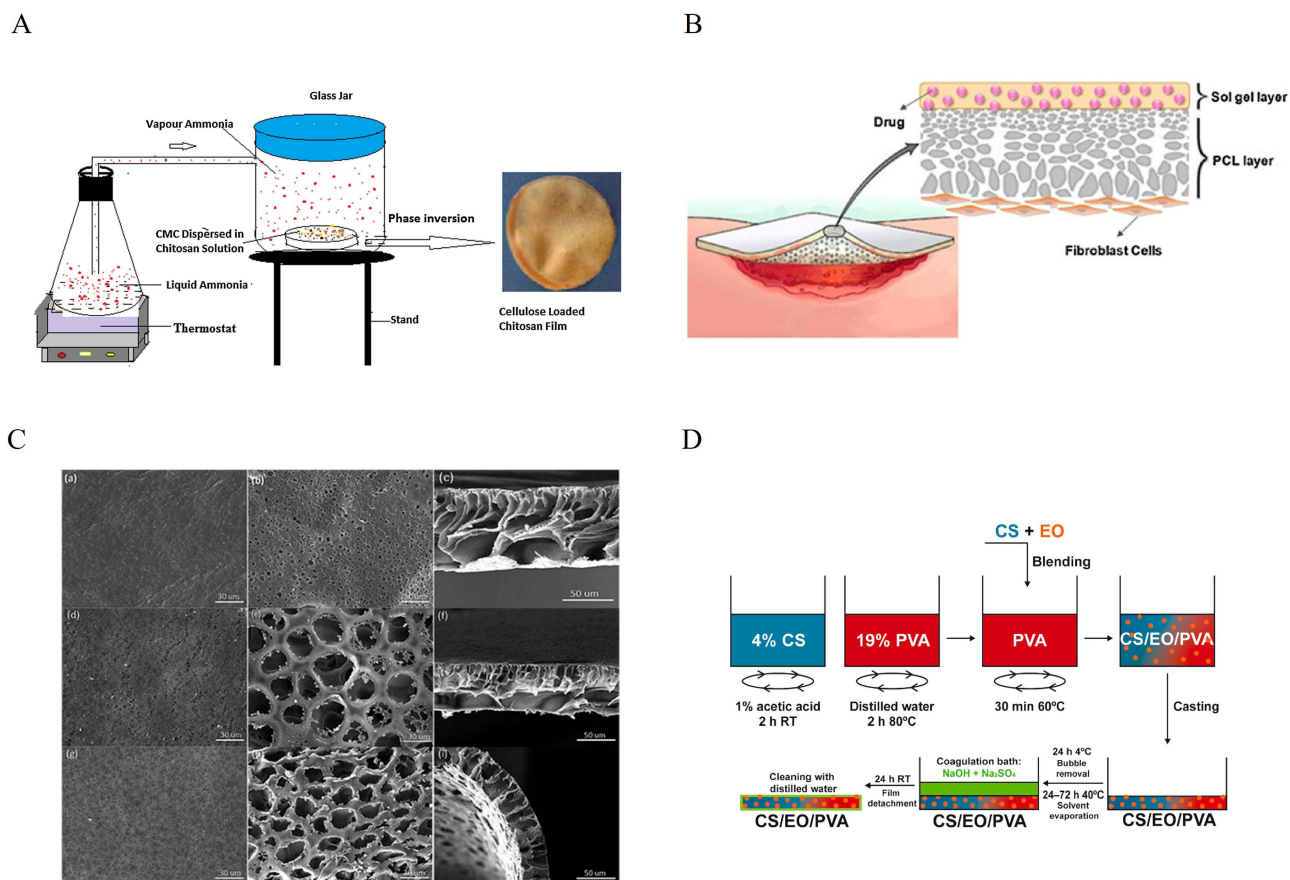 A
Glass Jar
Vapour Ammonia
CMC Dispersed in
Chitosan Solution
Phase inversion
Liquid Ammonia
Thermostat
Stand
Cellulose Loaded
Chitosan Film
B
Drug
Sol gel layer
PCL layer
Fibroblast Cells
C
(a)
30 um
(b)
30 um
(c)
50 um
(d)
30 um
(e)
30 um
(f)
50 um
(g)
30 um
30 um
(i)
50 um
D
CS + EO
Blending
4% CS
19% PVA
PVA
CS/EO/PVA
1% acetic acid
2 h RT
Distilled water
2 h 80ºC
30 min 60ºC
Casting
Cleaning with
distilled water
CS/EO/PVA
24 h RT
Film
detachment
Coagulation bath:
NaOH + Na₂SO₄
CS/EO/PVA
24 h 4ºC
Bubble
removal
24–72 h 40ºC
Solvent
evaporation
CS/EO/PVA